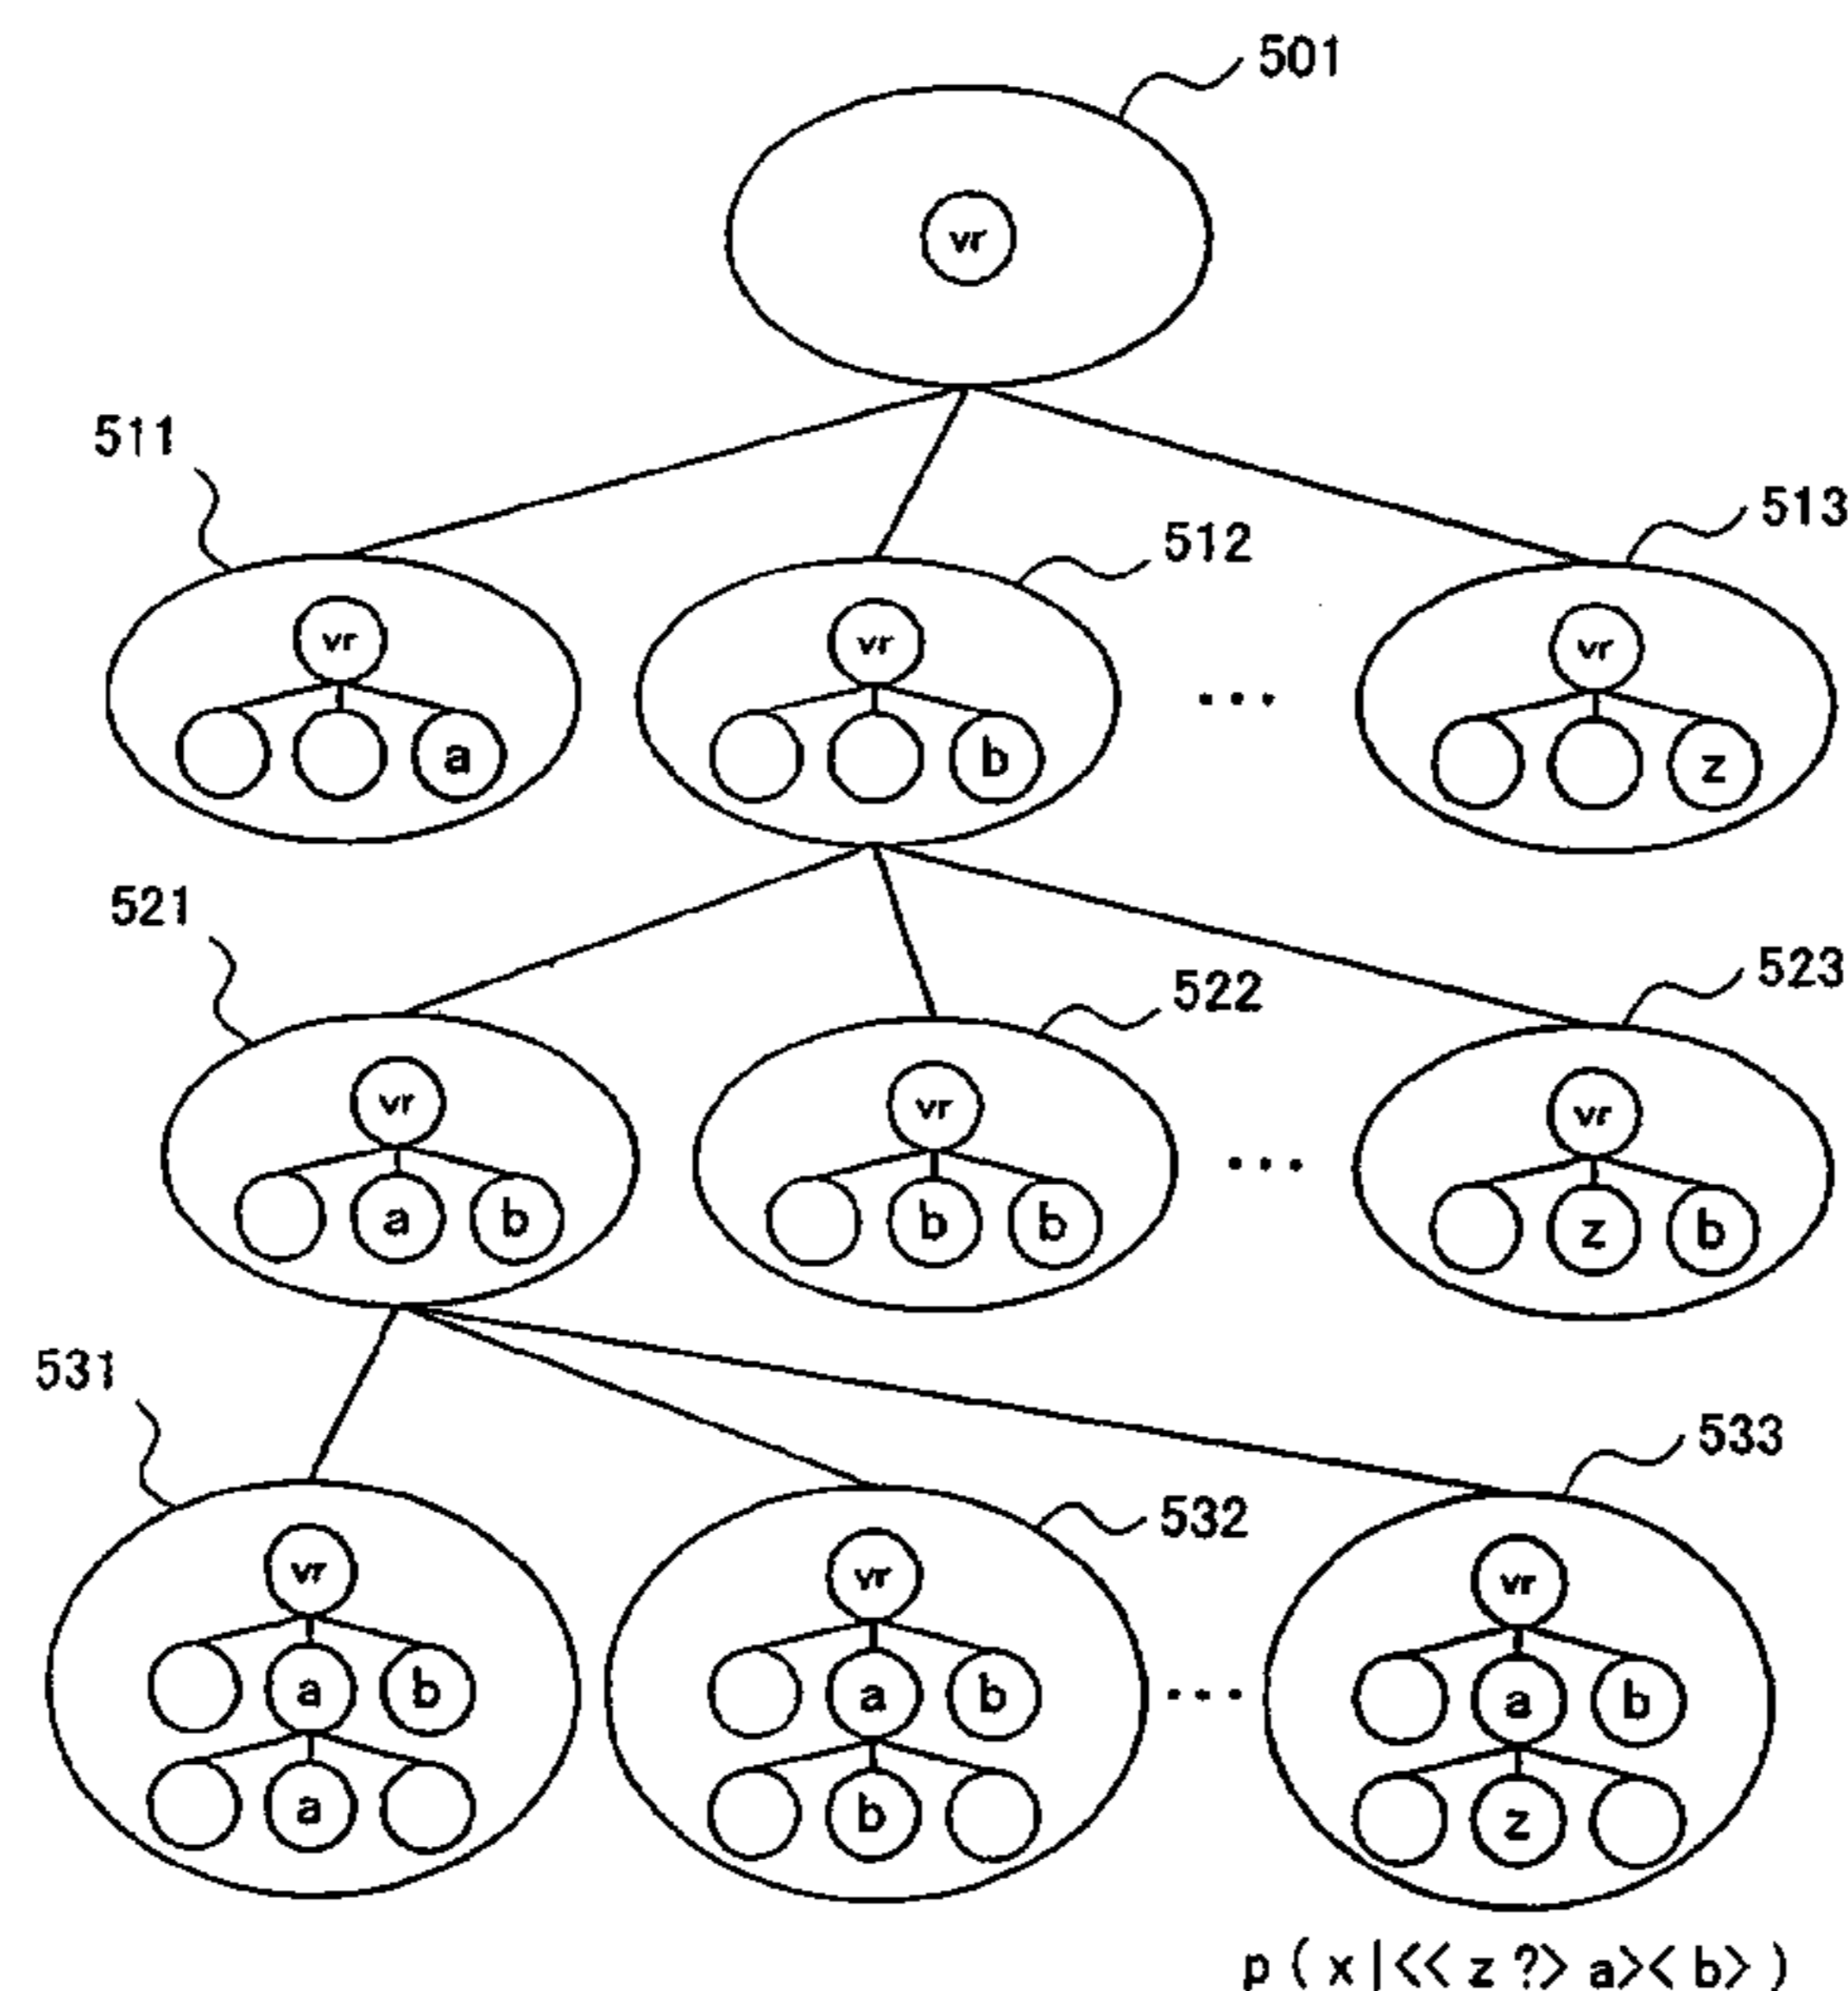 501
vr
511
512
513
vr
vr
vr
...
a
b
z
521
522
523
vr
vr
vr
...
a b
b b
z b
531
532
533
vr
vr
vr
a b
a b
...
a b
a
b
z
p ( x | << z ?> a >< b > )